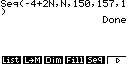 Seq(-4+2N,N,150,157,1
)
Done
List L→M Dim Fill Seq ▷